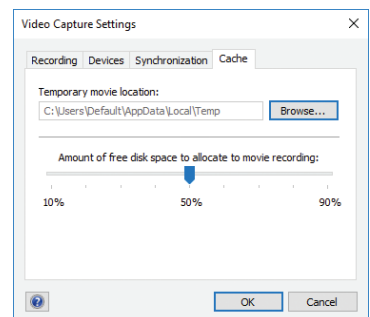 Video Capture Settings
Recording Devices Synchronization Cache
Temporary movie location:
C:\Users\Default\AppData\Local\Temp Browse...
Amount of free disk space to allocate to movie recording:
10% 50% 90%
? OK Cancel